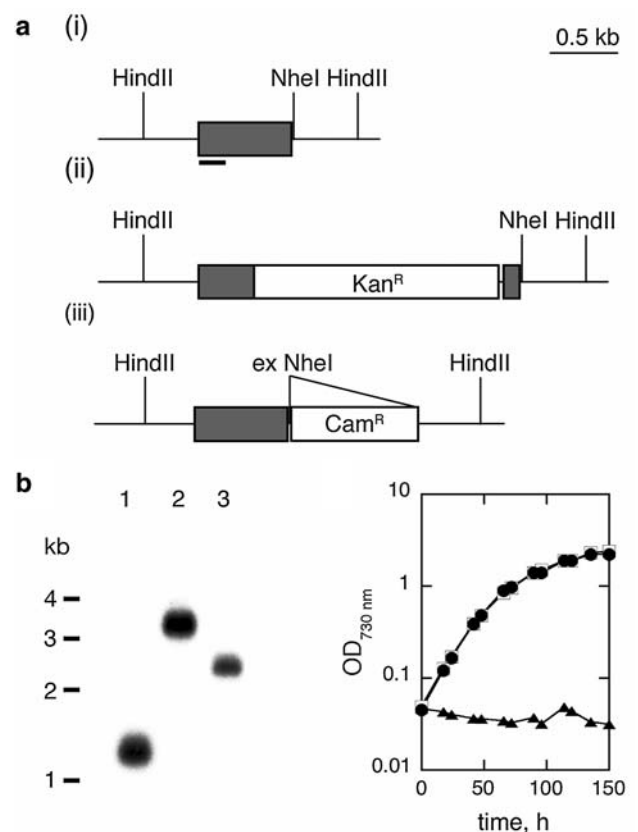 a (i)
0.5 kb
HindII NheI HindII
(ii)
HindII NheI HindII
Kan^R
(iii)
HindII ex NheI HindII
Cam^R
b 1 2 3
kb
4
3
2
1
10
1
0.1
0.01
OD730 nm
0 50 100 150
time, h